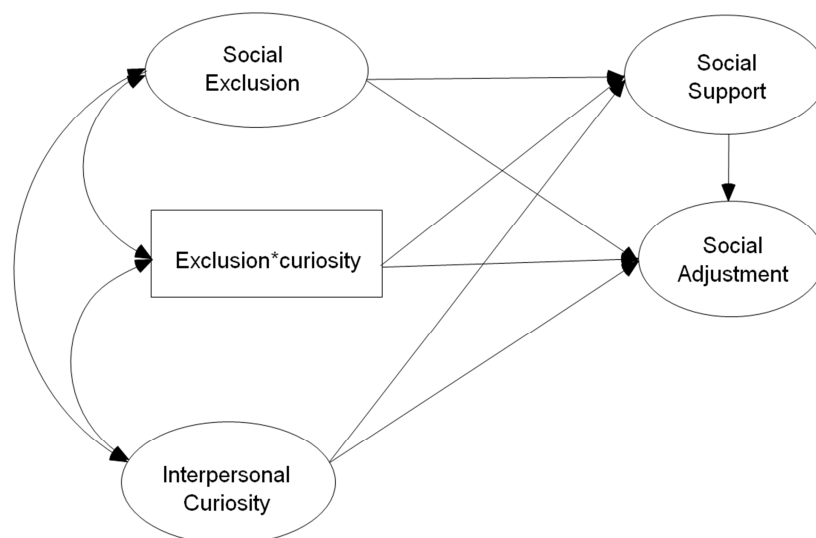 Social
Exclusion
Social
Support
Exclusion*curiosity
Social
Adjustment
Interpersonal
Curiosity